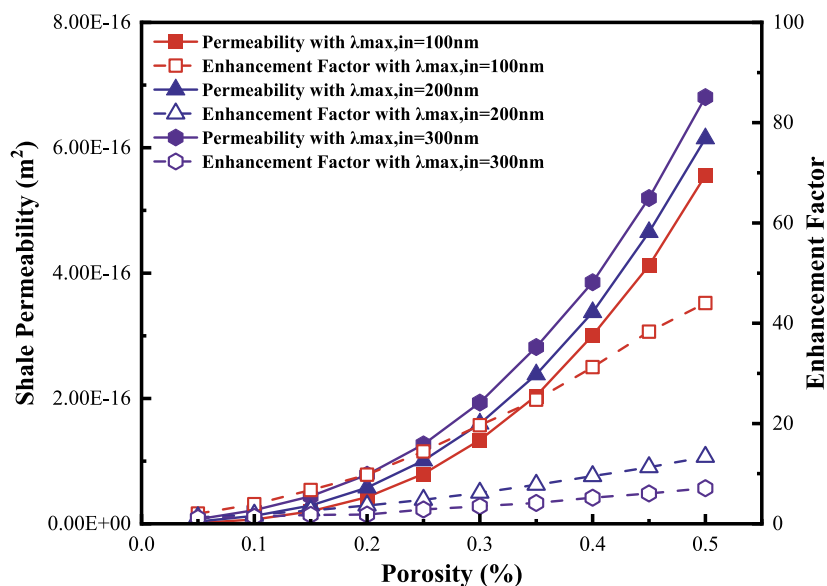 8.00E-16
6.00E-16
4.00E-16
2.00E-16
0.00E+00
Shale Permeability (m²)
Permeability with λmax,in=100nm
Enhancement Factor with λmax,in=100nm
Permeability with λmax,in=200nm
Enhancement Factor with λmax,in=200nm
Permeability with λmax,in=300nm
Enhancement Factor with λmax,in=300nm
100
80
60
40
20
0
Enhancement Factor
0.0 0.1 0.2 0.3 0.4 0.5
Porosity (%)